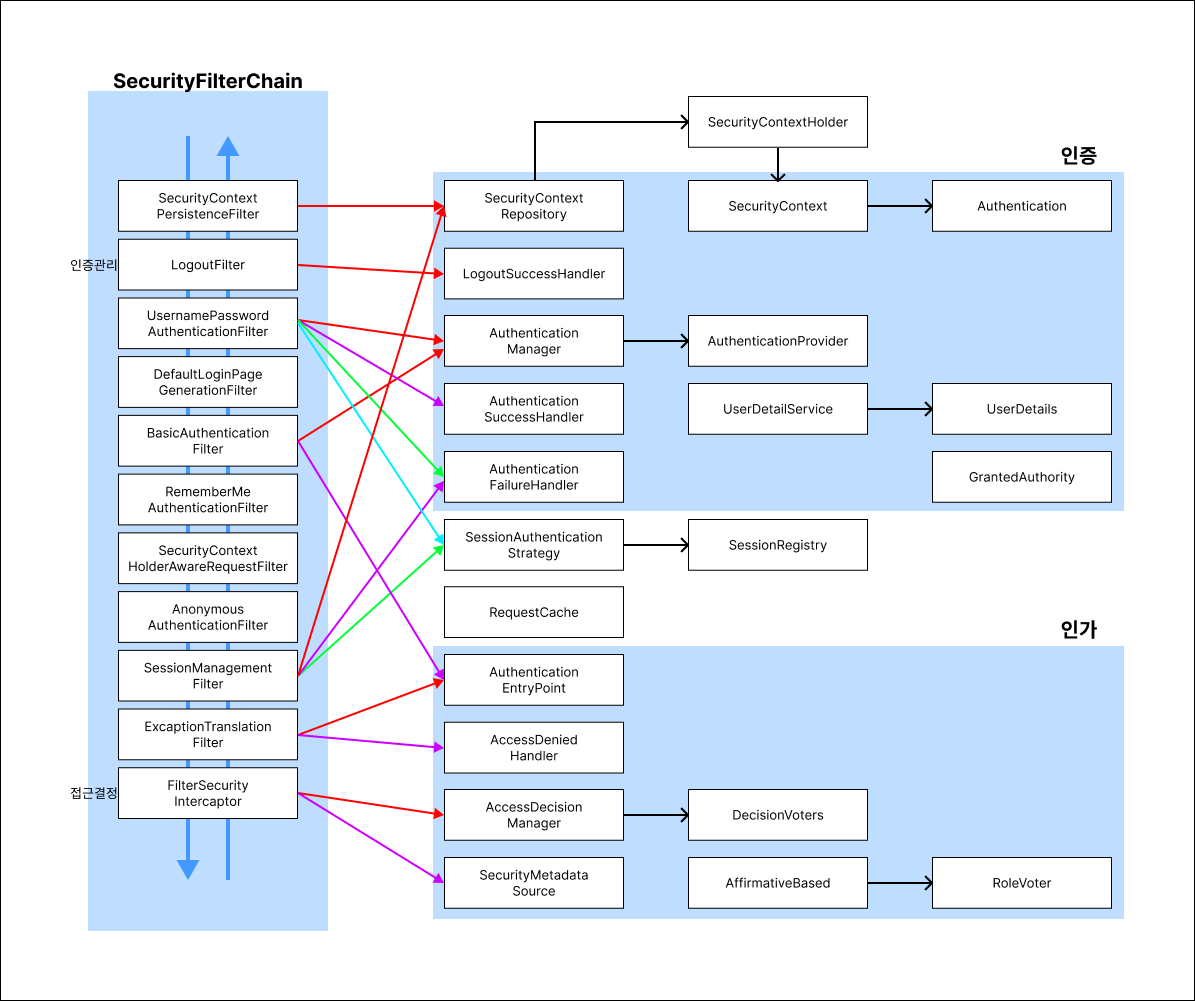 SecurityFilterChain
SecurityContext
PersistenceFilter
인증관리
LogoutFilter
UsernamePassword
AuthenticationFilter
DefaultLoginPage
GenerationFilter
BasicAuthentication
Filter
RememberMe
AuthenticationFilter
SecurityContext
HolderAwareRequestFilter
Anonymous
AuthenticationFilter
SessionManagement
Filter
ExcaptionTranslation
Filter
접근결정
FilterSecurity
Intercaptor
SecurityContextHolder
인증
SecurityContext
Repository
SecurityContext
Authentication
LogoutSuccessHandler
Authentication
Manager
AuthenticationProvider
Authentication
SuccessHandler
UserDetailService
UserDetails
Authentication
FailureHandler
GrantedAuthority
SessionAuthentication
Strategy
SessionRegistry
RequestCache
인가
Authentication
EntryPoint
AccessDenied
Handler
AccessDecision
Manager
DecisionVoters
SecurityMetadata
Source
AffirmativeBased
RoleVoter